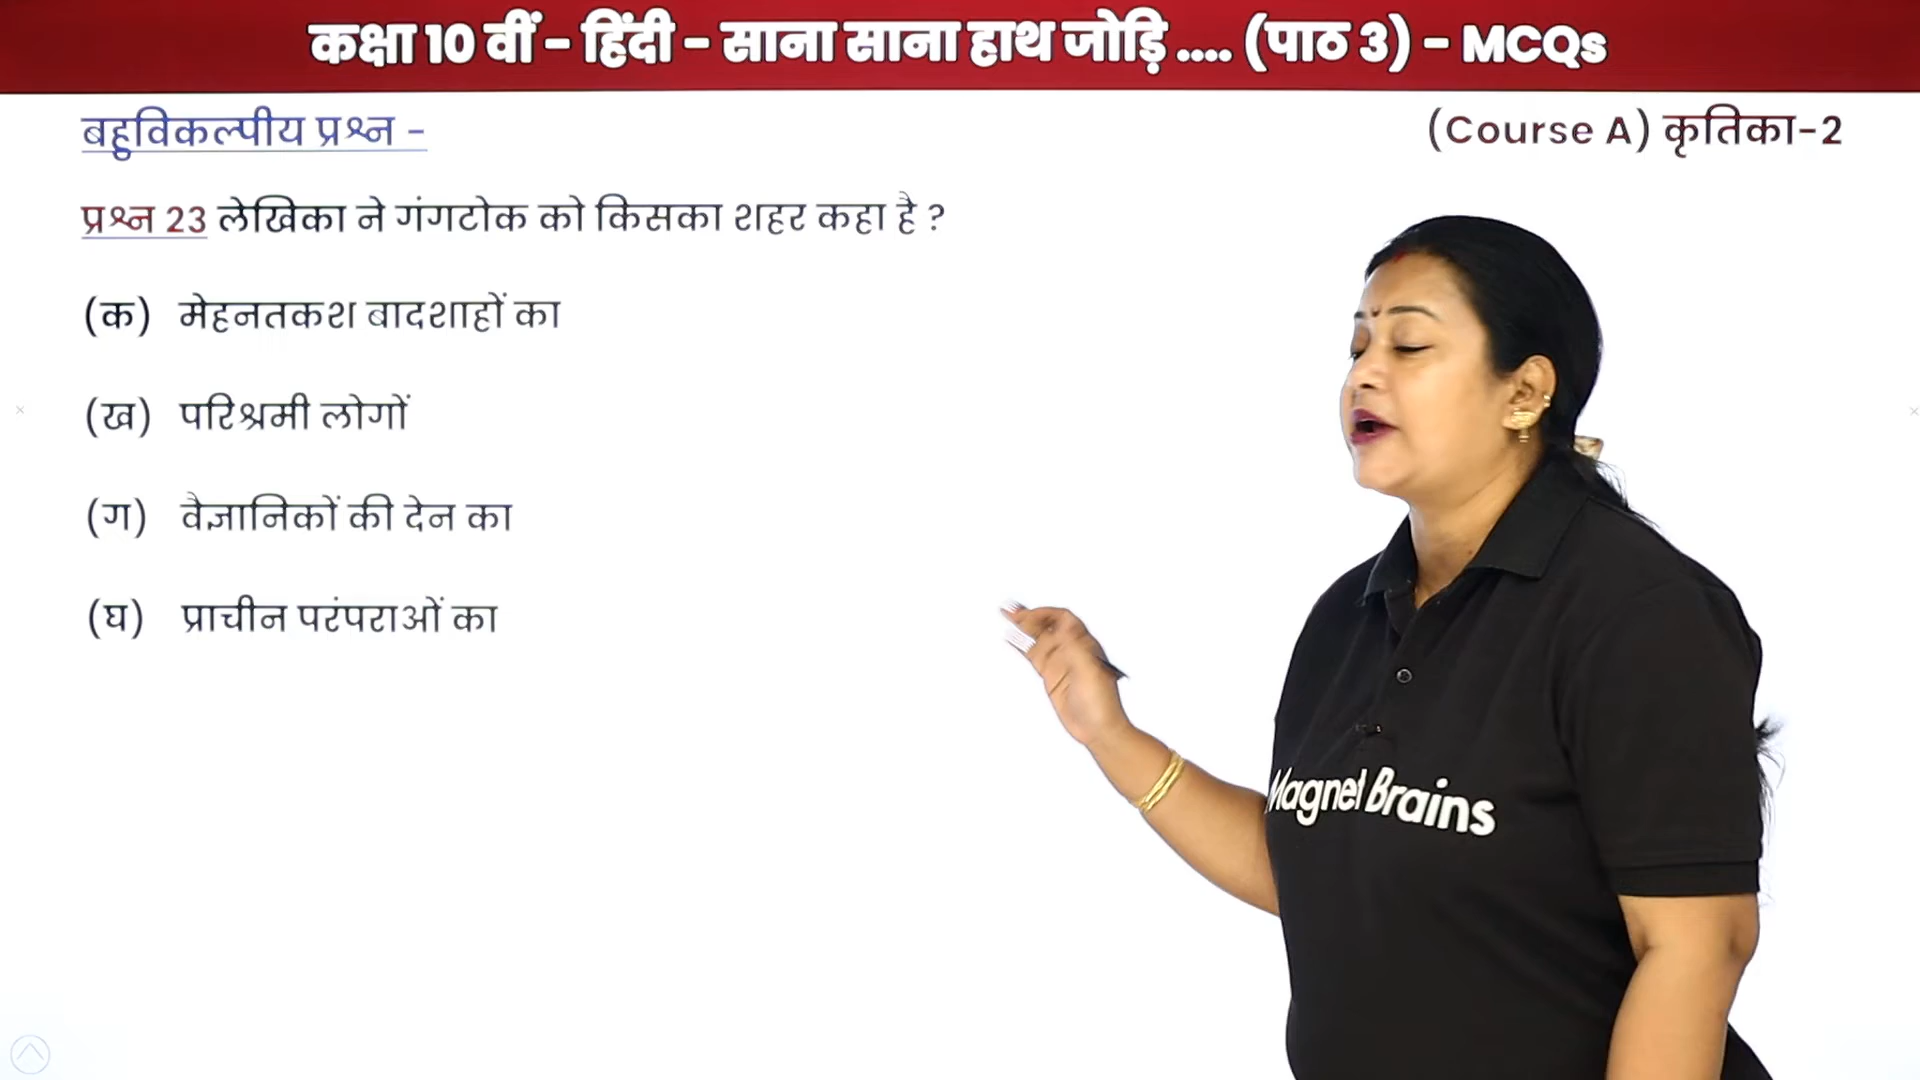 कक्षा 10 वीं - हिंदी - साना साना हाथ जोड़ि .... (पाठ 3) - MCQs
बहुविकल्पीय प्रश्न -
(Course A) कृतिका-2
प्रश्न 23 लेखिका ने गंगटोक को किसका शहर कहा है ?
(क) मेहनतकश बादशाहों का
(ख) परिश्रमी लोगों
(ग) वैज्ञानिकों की देन का
(घ) प्राचीन परंपराओं का
Magnet Brains